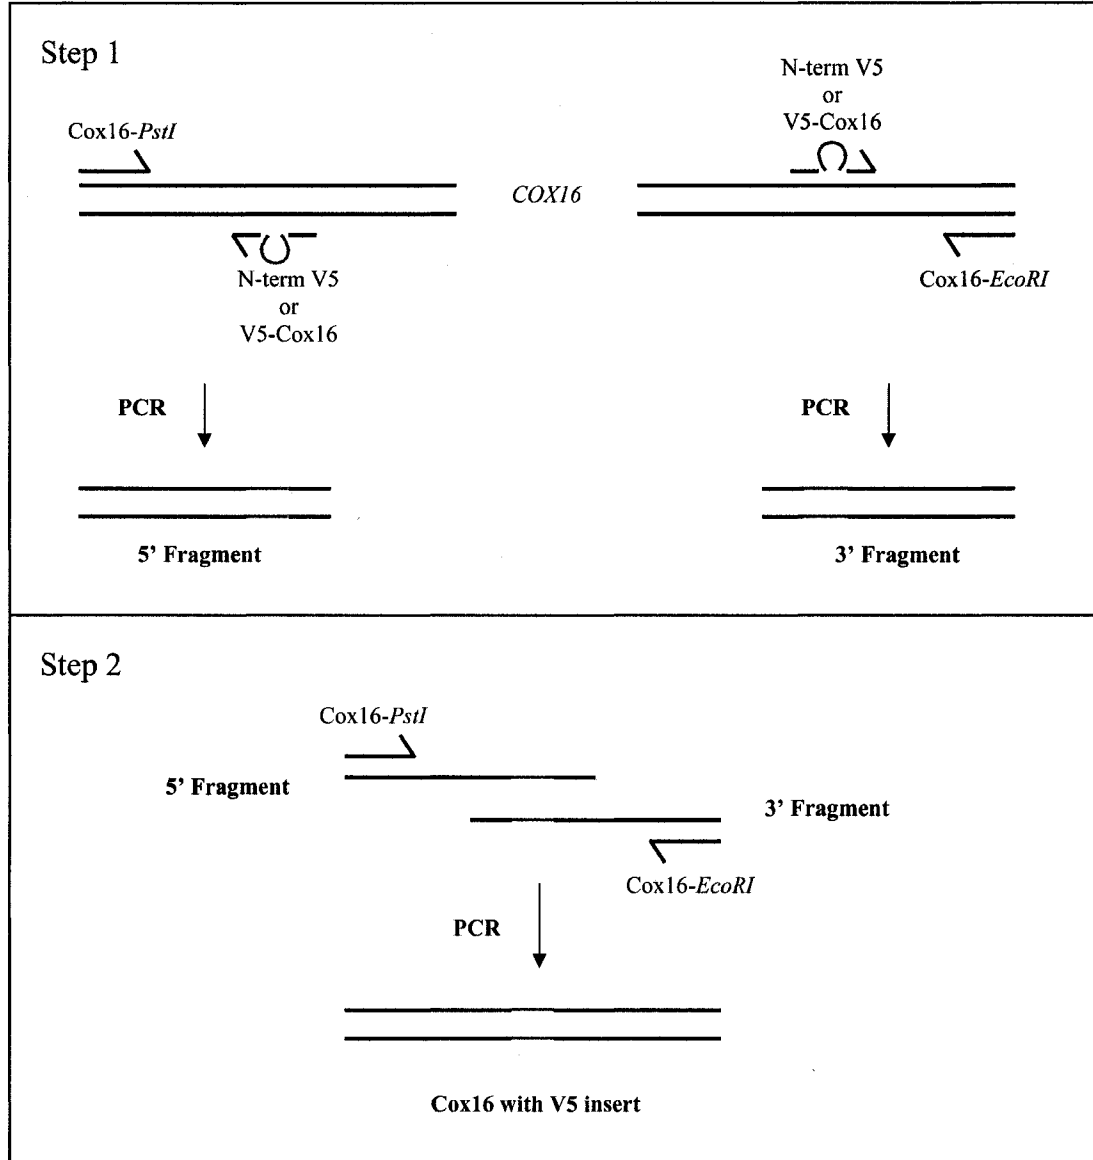 Step 1
Cox16-PstI
N-term V5
or
V5-Cox16
COX16
N-term V5
or
V5-Cox16
Cox16-EcoRI
PCR
PCR
5' Fragment
3' Fragment
Step 2
Cox16-PstI
5' Fragment
3' Fragment
Cox16-EcoRI
PCR
Cox16 with V5 insert